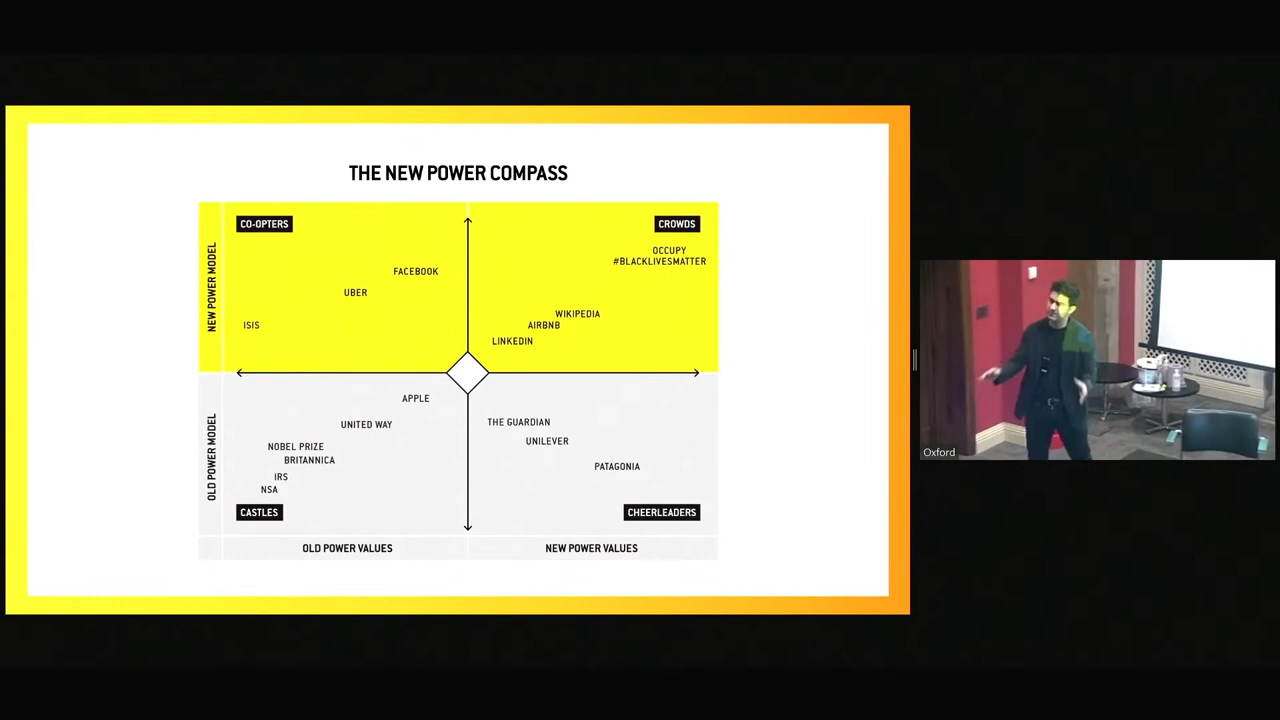 THE NEW POWER COMPASS
CO-OPTERS
CROWDS
OCCUPY
#BLACKLIVESMATTER
FACEBOOK
UBER
WIKIPEDIA
ISIS
AIRBNB
LINKEDIN
NEW POWER MODEL
APPLE
UNITED WAY
THE GUARDIAN
UNILEVER
NOBEL PRIZE
BRITANNICA
PATAGONIA
IRS
NSA
OLD POWER MODEL
CASTLES
CHEERLEADERS
OLD POWER VALUES
NEW POWER VALUES
Oxford